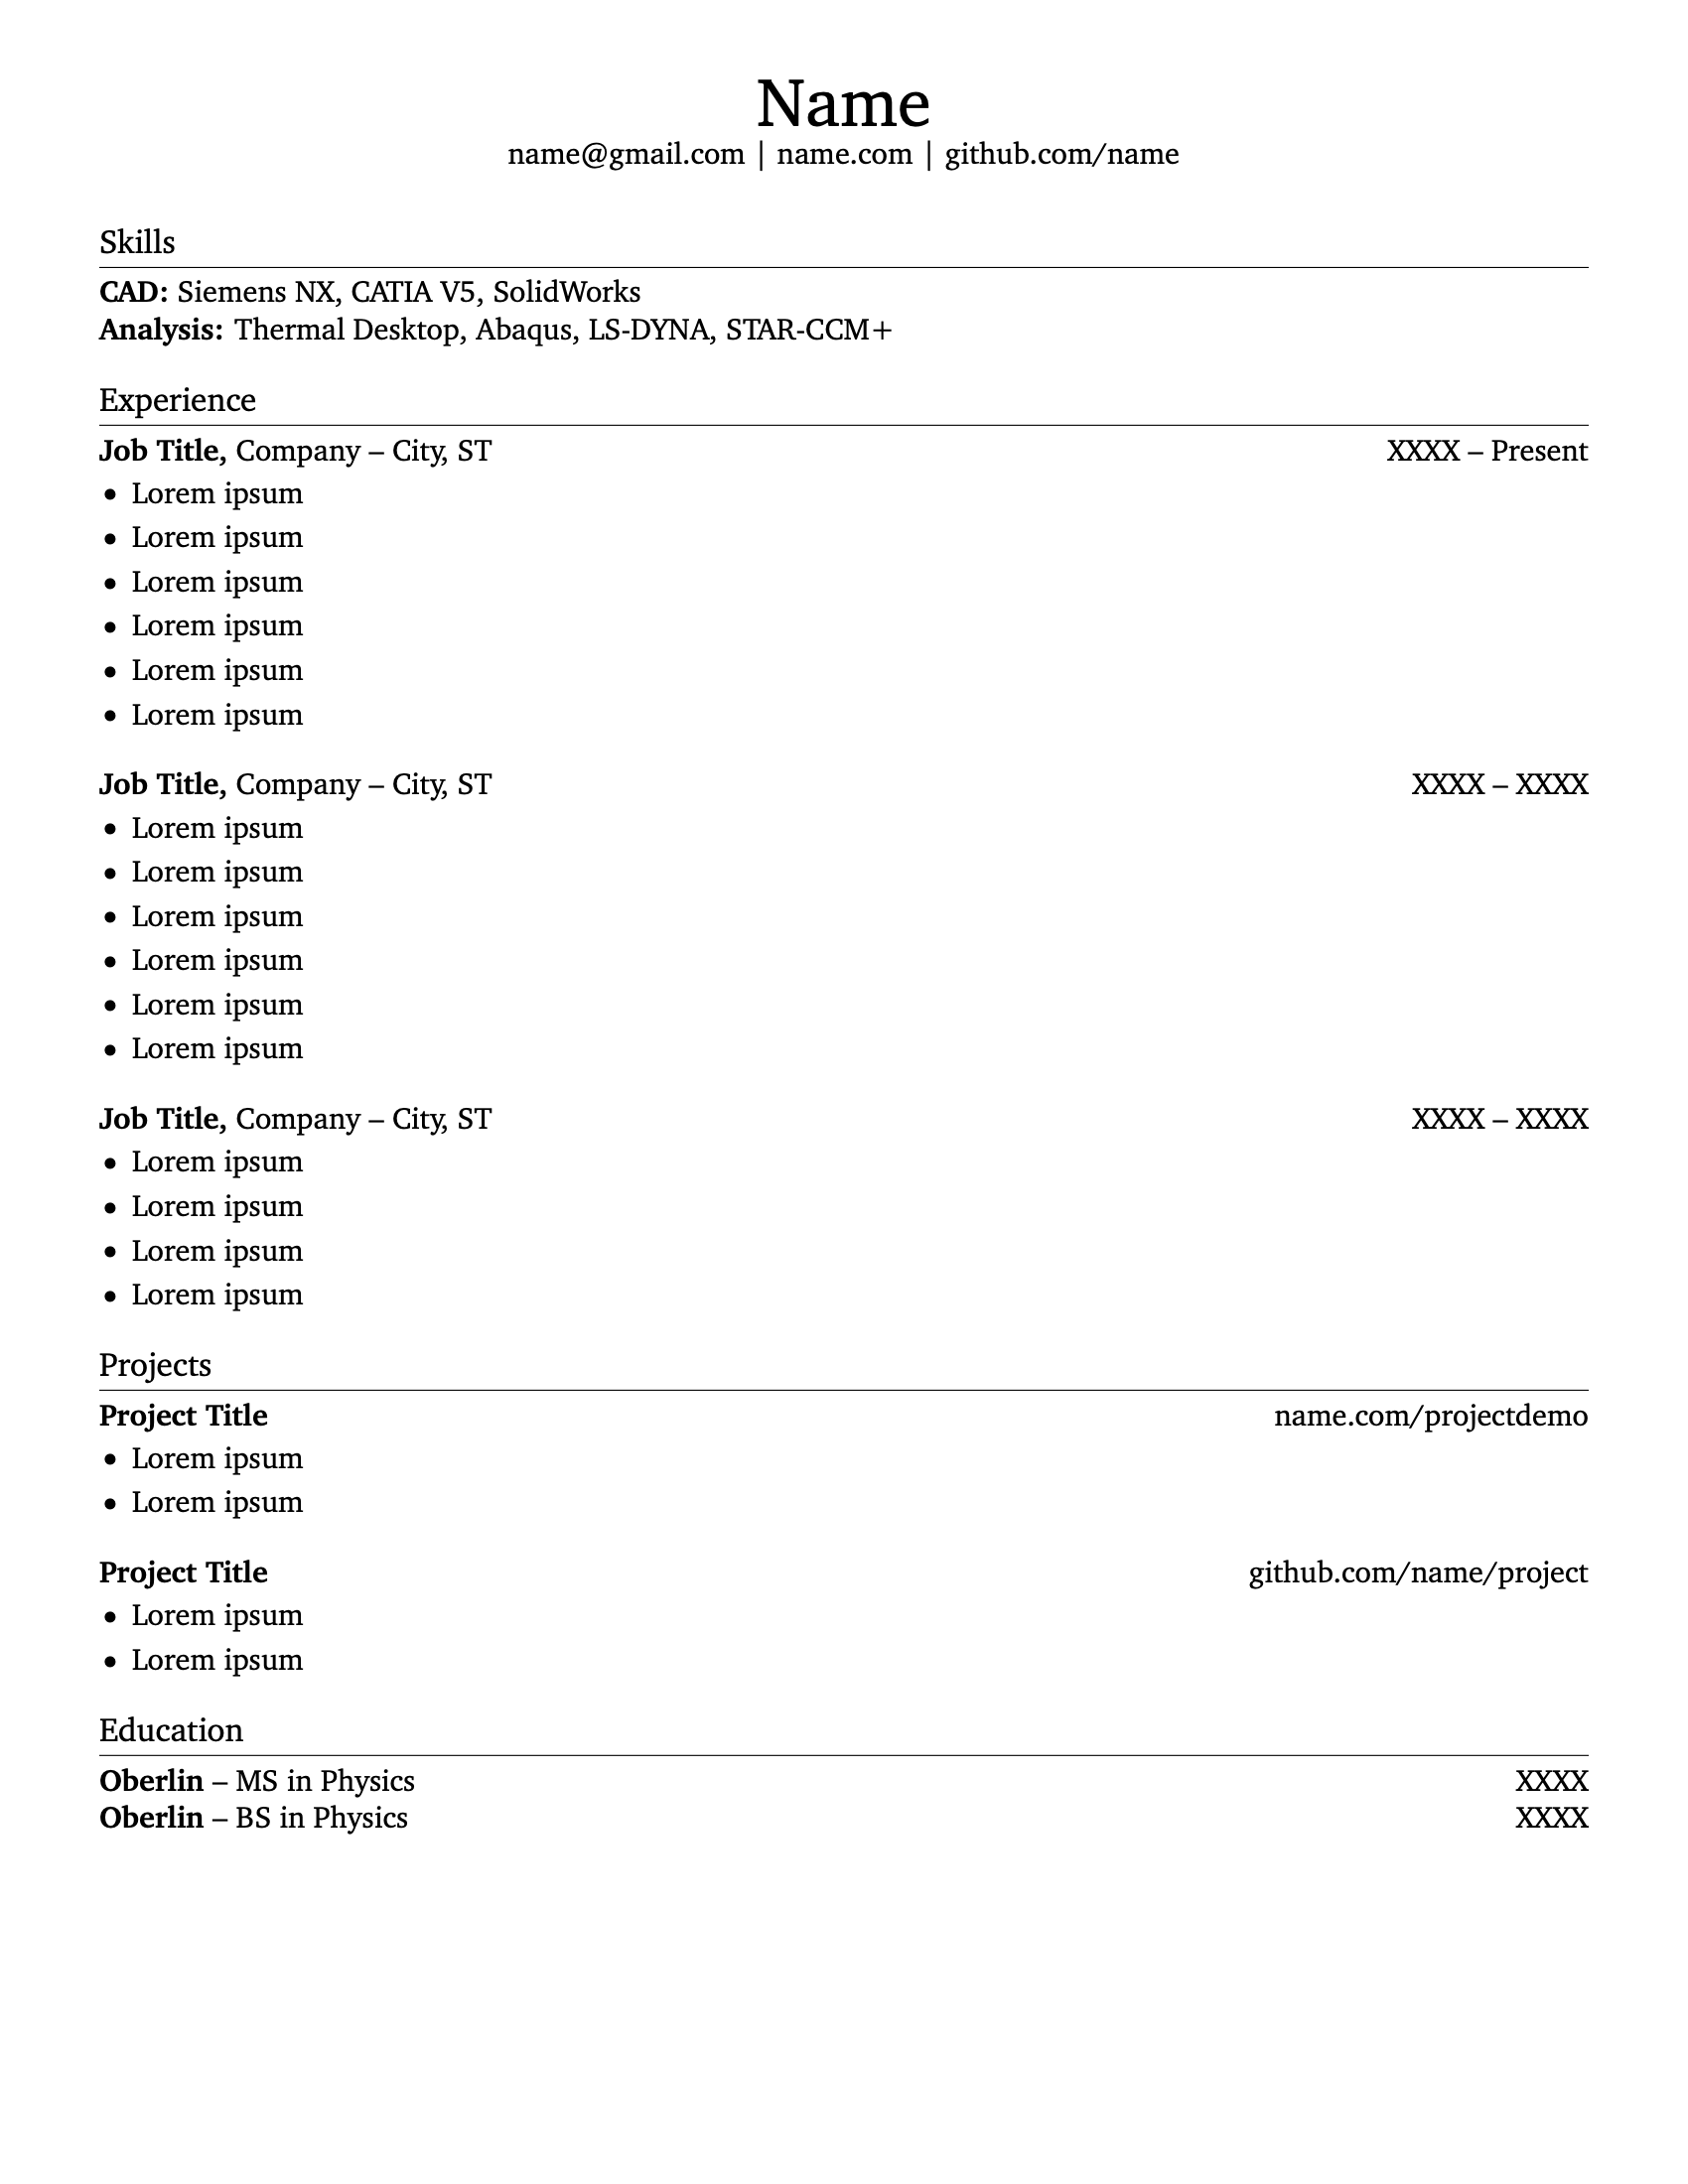 Name
name@gmail.com | name.com | github.com/name
Skills
CAD: Siemens NX, CATIA V5, SolidWorks
Analysis: Thermal Desktop, Abaqus, LS-DYNA, STAR-CCM+
Experience
Job Title, Company – City, ST XXXX – Present
• Lorem ipsum
• Lorem ipsum
• Lorem ipsum
• Lorem ipsum
• Lorem ipsum
• Lorem ipsum
Job Title, Company – City, ST XXXX – XXXX
• Lorem ipsum
• Lorem ipsum
• Lorem ipsum
• Lorem ipsum
• Lorem ipsum
• Lorem ipsum
Job Title, Company – City, ST XXXX – XXXX
• Lorem ipsum
• Lorem ipsum
• Lorem ipsum
• Lorem ipsum
Projects
Project Title name.com/projectdemo
• Lorem ipsum
• Lorem ipsum
Project Title github.com/name/project
• Lorem ipsum
• Lorem ipsum
Education
Oberlin – MS in Physics XXXX
Oberlin – BS in Physics XXXX